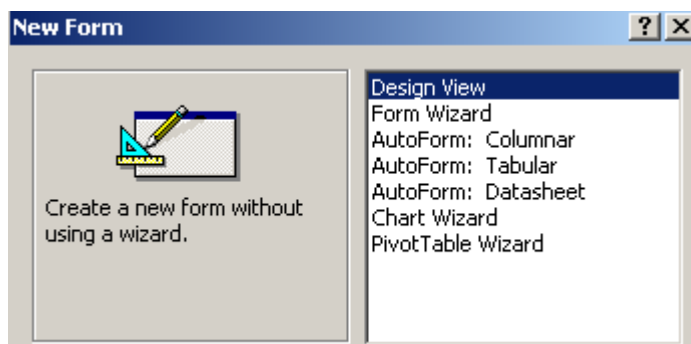 New Form
Create a new form without
using a wizard.
Design View
Form Wizard
AutoForm: Columnar
AutoForm: Tabular
AutoForm: Datasheet
Chart Wizard
PivotTable Wizard